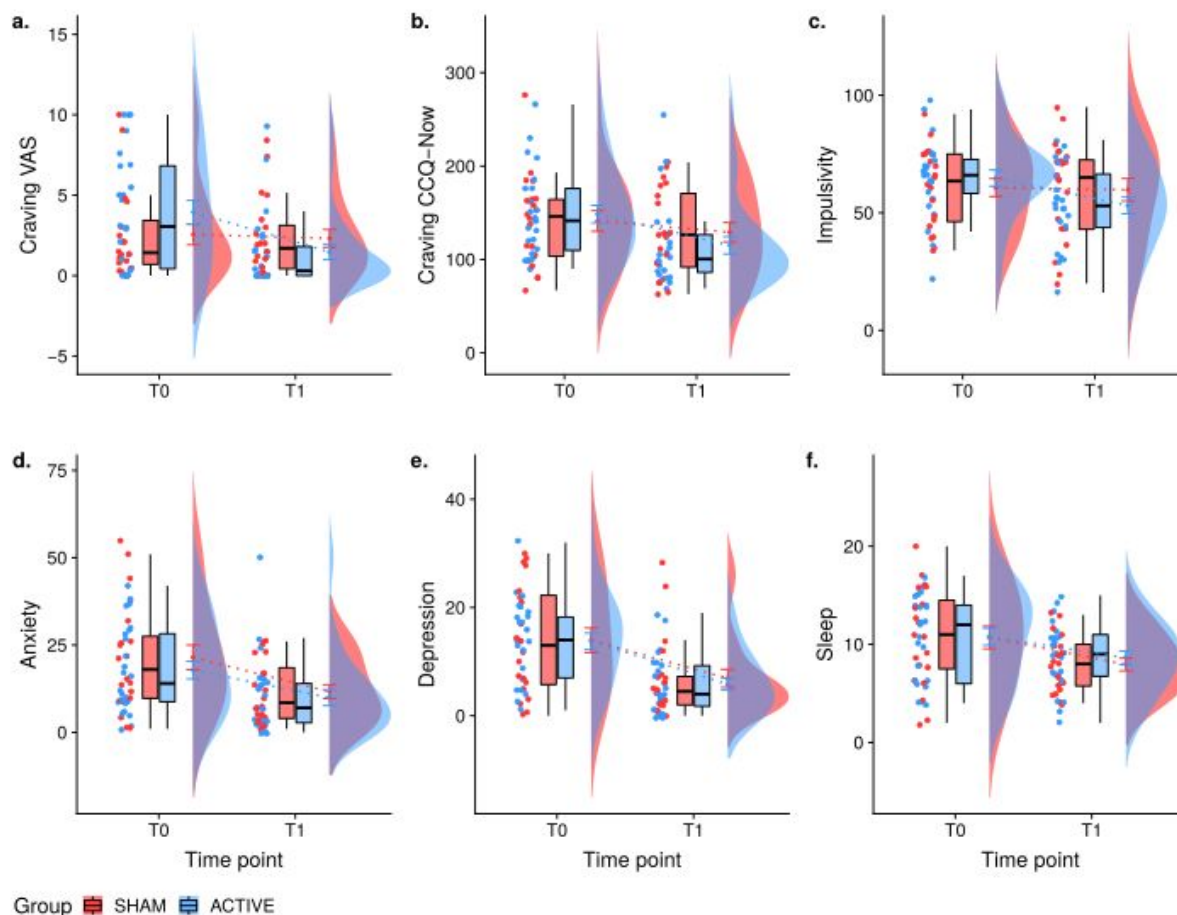 a.
Craving VAS
15
10
5
0
−5
T0 T1
b.
Craving CCQ−Now
300
200
100
0
T0 T1
c.
Impulsivity
100
50
0
T0 T1
d.
Anxiety
75
50
25
0
T0 T1
Time point
e.
Depression
40
20
0
T0 T1
Time point
f.
Sleep
20
10
0
T0 T1
Time point
Group SHAM ACTIVE